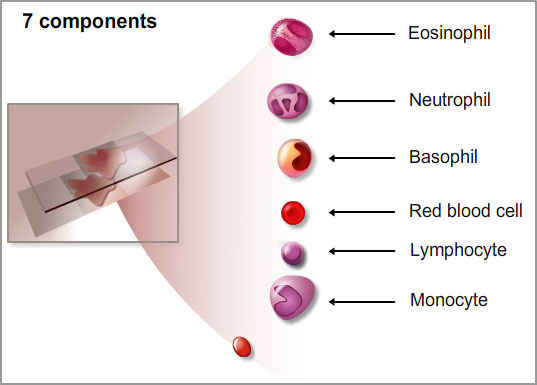 7 components
Eosinophil
Neutrophil
Basophil
Red blood cell
Lymphocyte
Monocyte